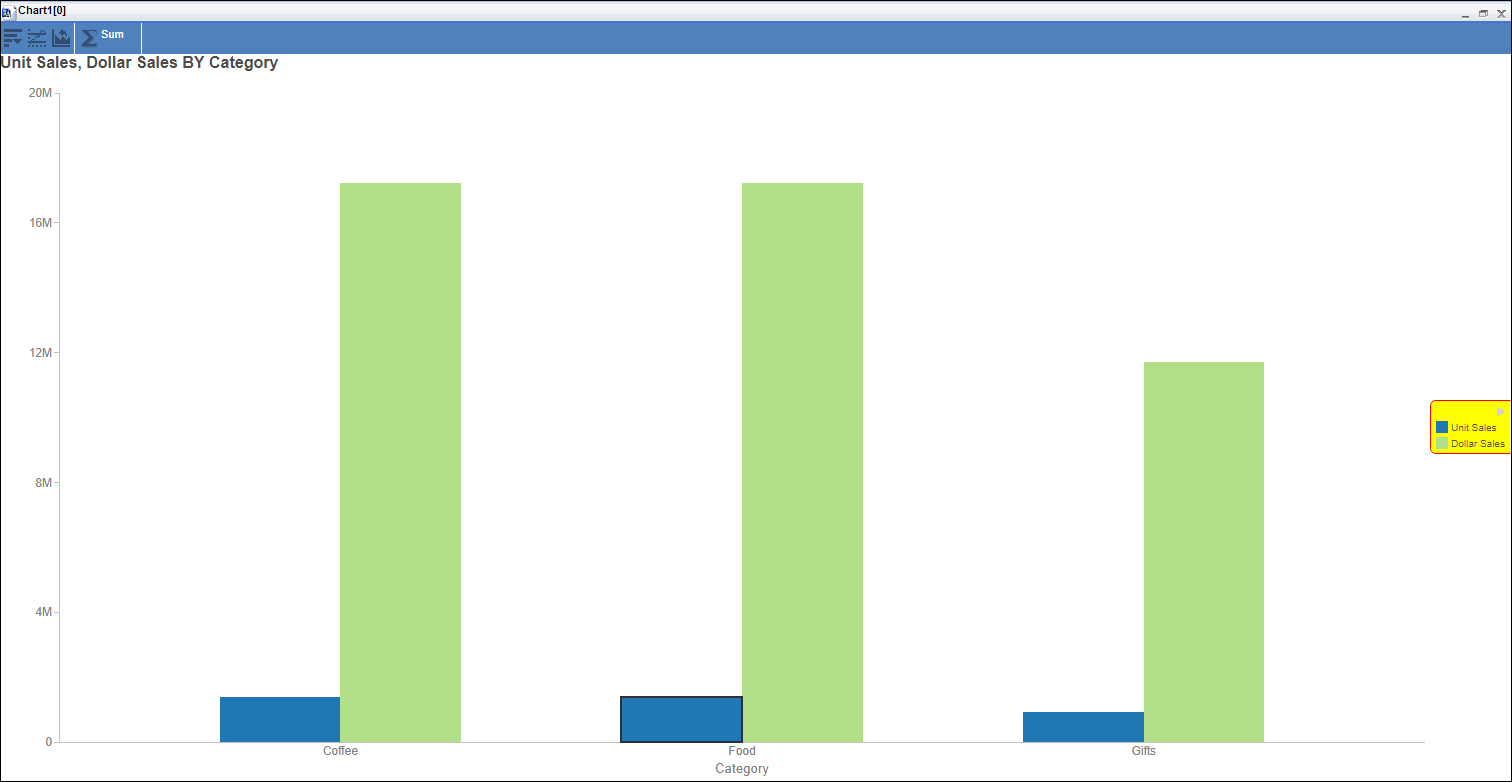 Chart1[0]
Sum
Unit Sales, Dollar Sales BY Category
20M
16M
12M
8M
4M
0
Coffee
Food
Gifts
Category
Unit Sales
Dollar Sales